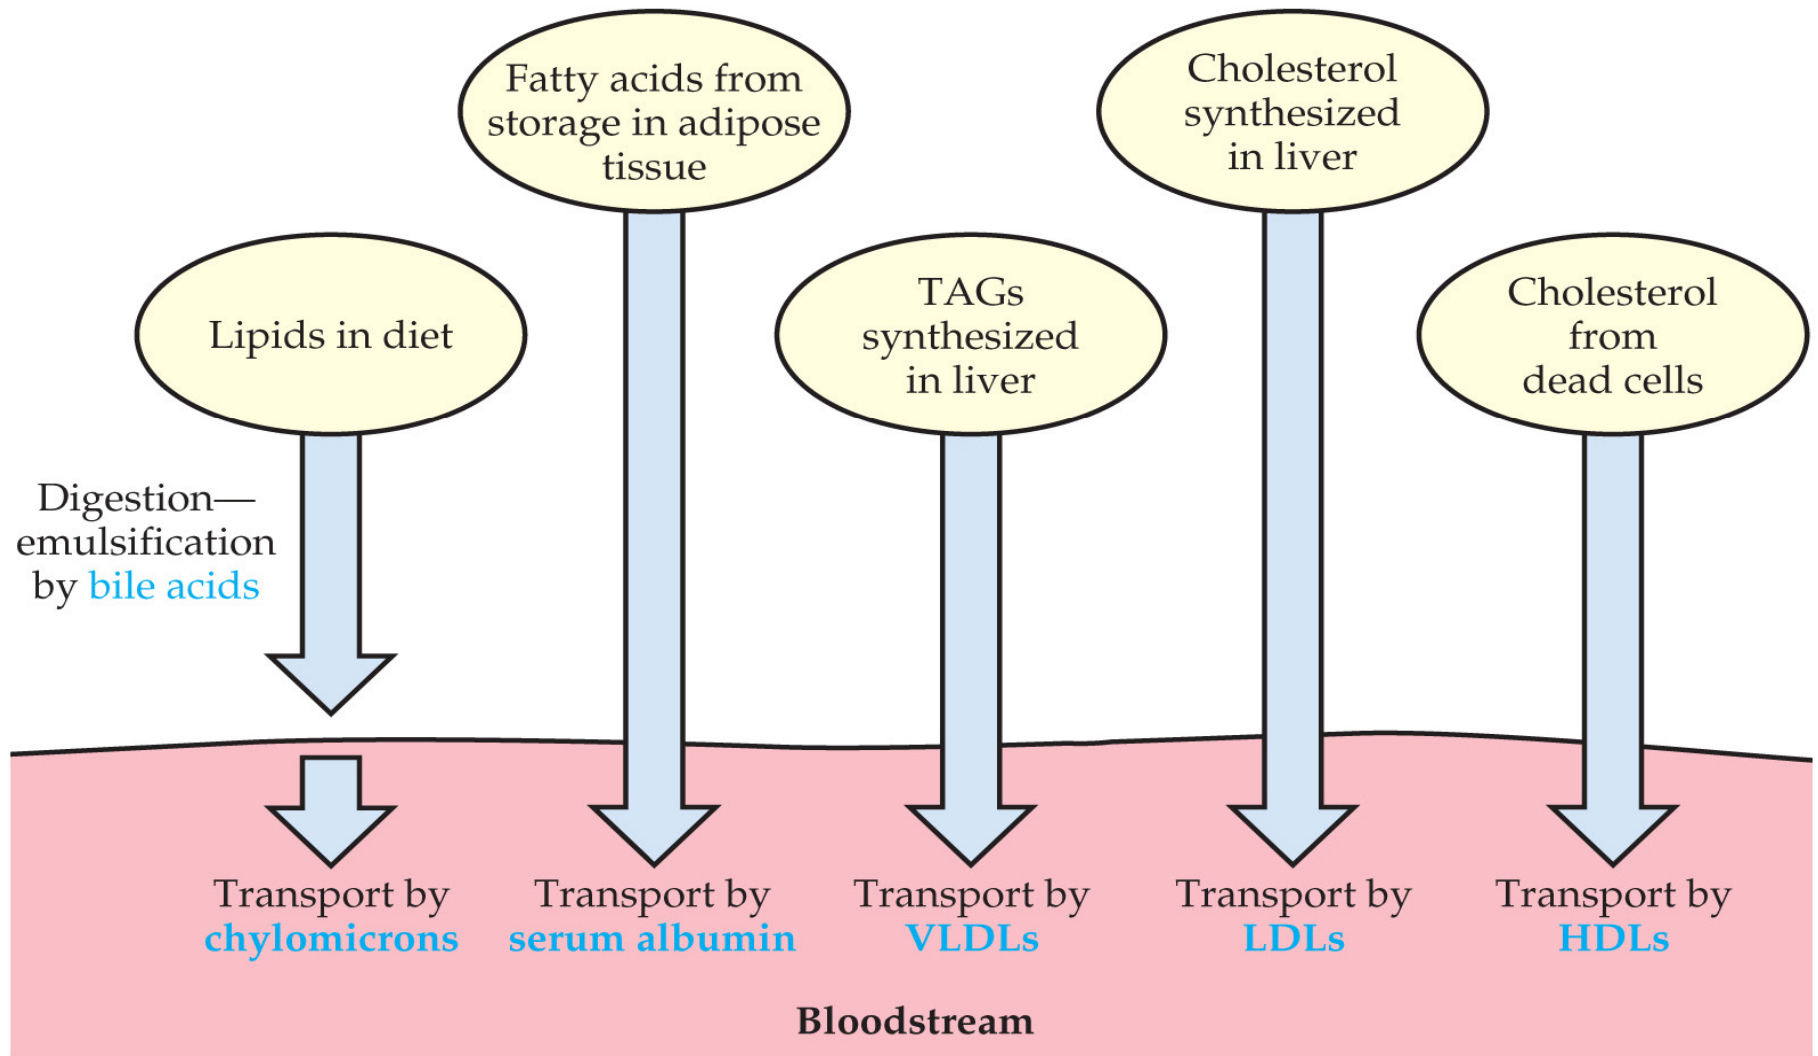 Fatty acids from
storage in adipose
tissue
Cholesterol
synthesized
in liver
Lipids in diet
TAGs
synthesized
in liver
Cholesterol
from
dead cells
Digestion—
emulsification
by bile acids
Transport by
chylomicrons
Transport by
serum albumin
Transport by
VLDLs
Transport by
LDLs
Transport by
HDLs
Bloodstream